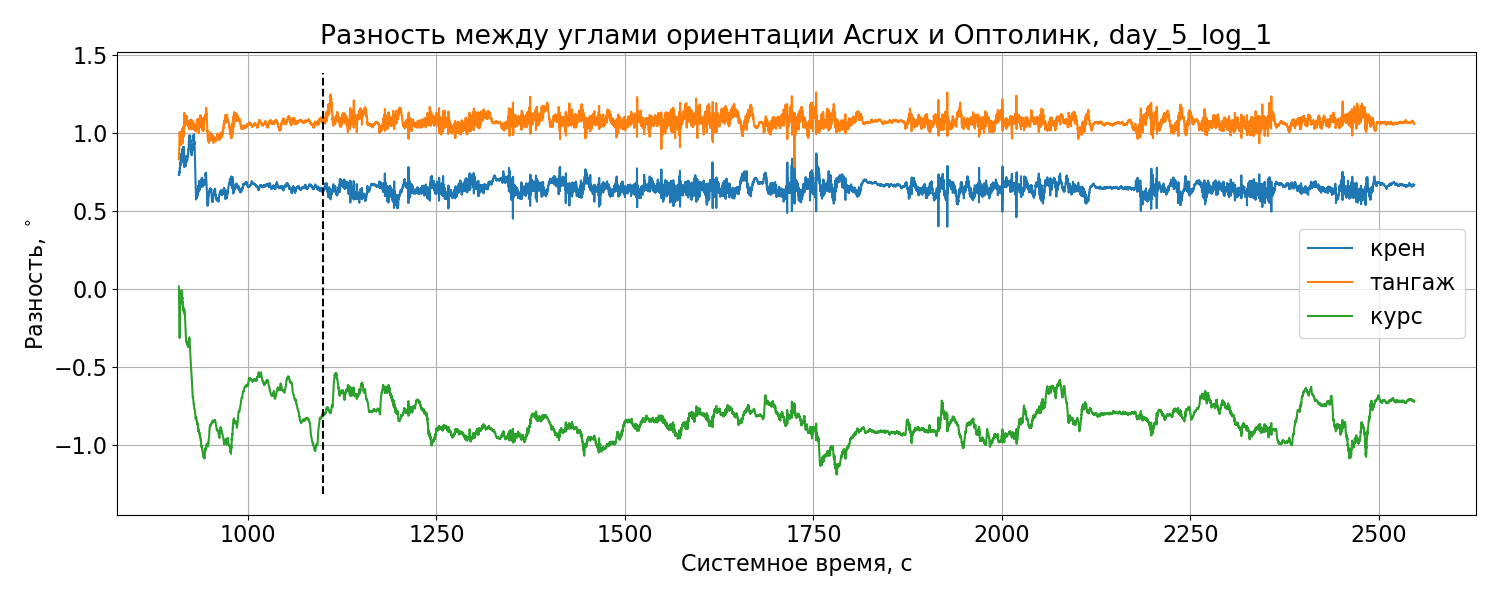 Разность между углами ориентации Acrux и Оптолинк, day_5_log_1
1.5
1.0
0.5
0.0
−0.5
−1.0
Разность, °
крен
тангаж
курс
1000 1250 1500 1750 2000 2250 2500
Системное время, с